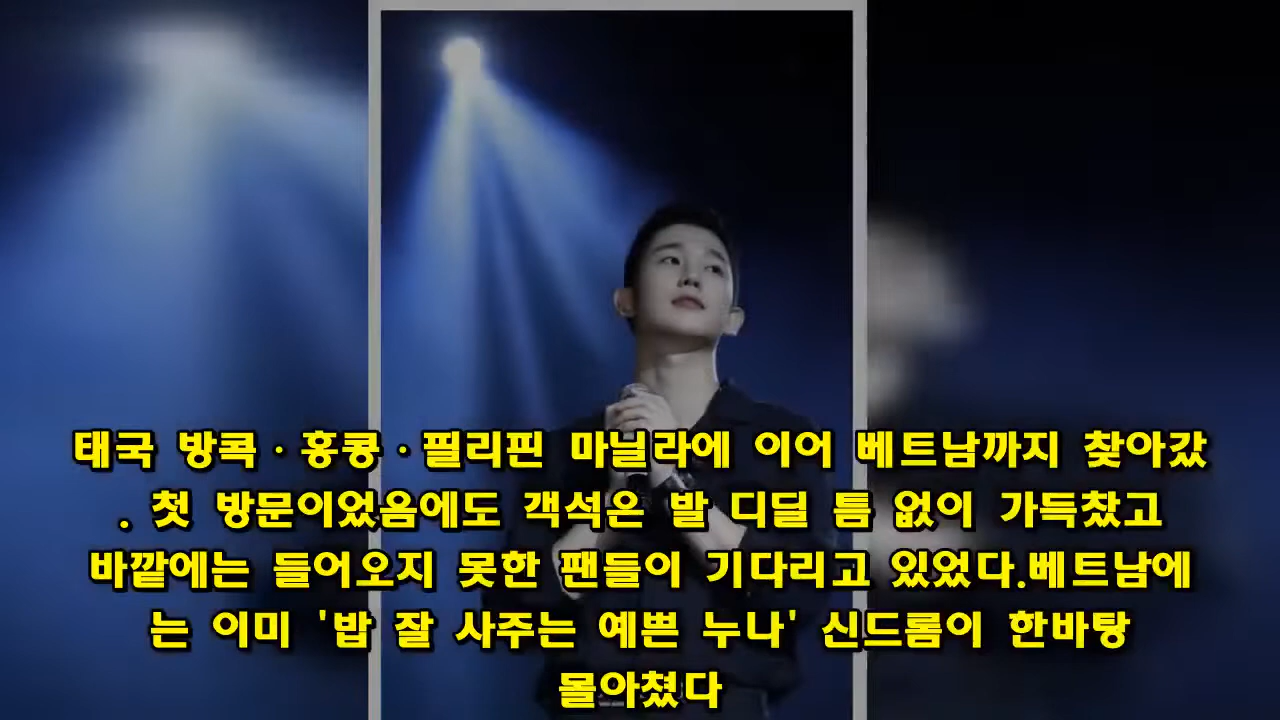 태국 방콕·홍콩·필리핀 마닐라에 이어 베트남까지 찾아갔
. 첫 방문이었음에도 객석은 발 디딜 틈 없이 가득찼고
바깥에는 들어오지 못한 팬들이 기다리고 있었다.베트남에
는 이미 '밥 잘 사주는 예쁜 누나' 신드롬이 한바탕
몰아쳤다